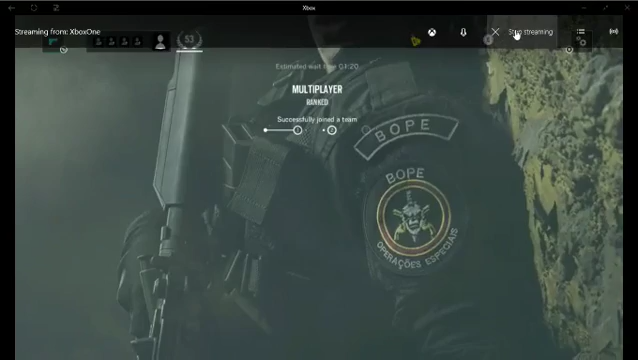 Xbox
Streaming from: XboxOne
Stop streaming
53
Estimated wait time 01:20
MULTIPLAYER
RANKED
Successfully joined a team
BOPE
BOPE
OPERAÇÕES ESPECIAIS